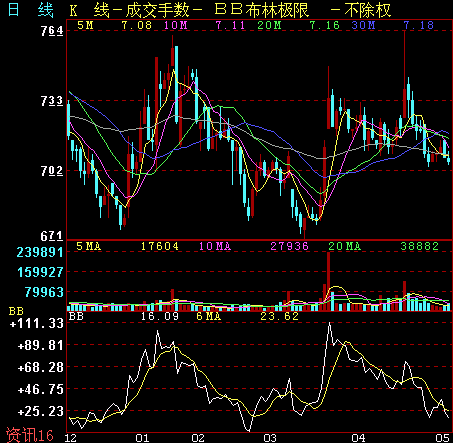 日 线 K 线－成交手数－ BB布林极限 －不除权
764 5M 7.08 10M 7.11 20M 7.16 30M 7.18
733
702
671
239891 5MA 17604 10MA 27936 20MA 38882
159927
79963
BB BB 16.09 6MA 23.62
+111.33
+89.81
+68.28
+46.75
+25.23
资讯16 12 01 02 03 04 05